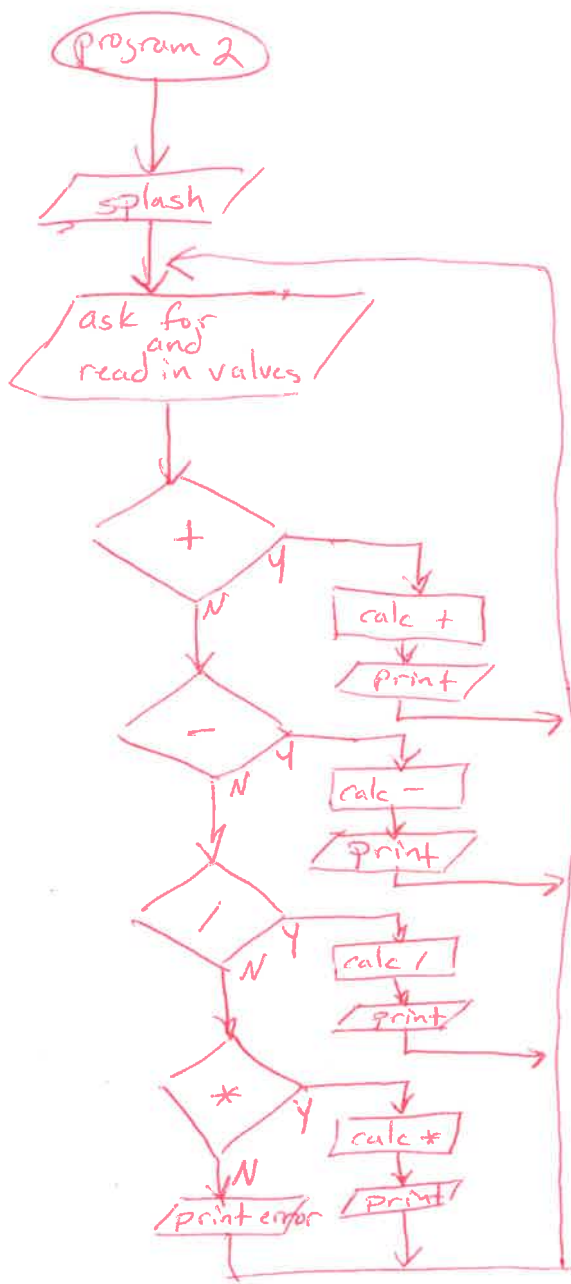 program 2
splash
ask for
and
read in values
+
Y
N
calc +
print
-
Y
N
calc -
print
/
Y
N
calc /
print
*
Y
N
calc *
print
print error